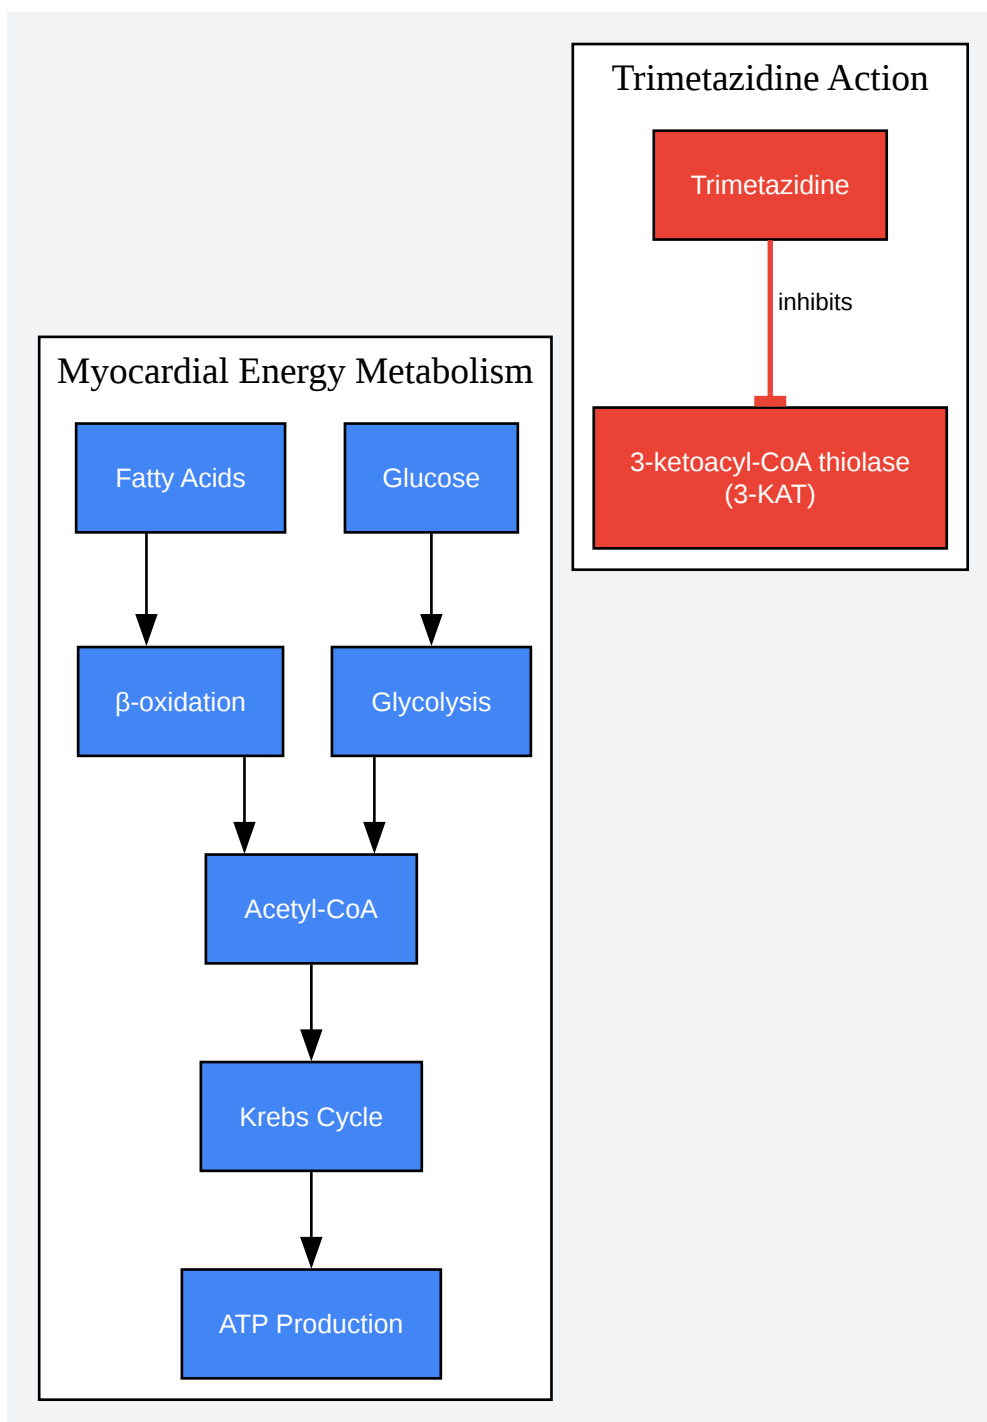 Trimetazidine Action
Trimetazidine
inhibits
3-ketoacyl-CoA thiolase
(3-KAT)
Myocardial Energy Metabolism
Fatty Acids
Glucose
β-oxidation
Glycolysis
Acetyl-CoA
Krebs Cycle
ATP Production